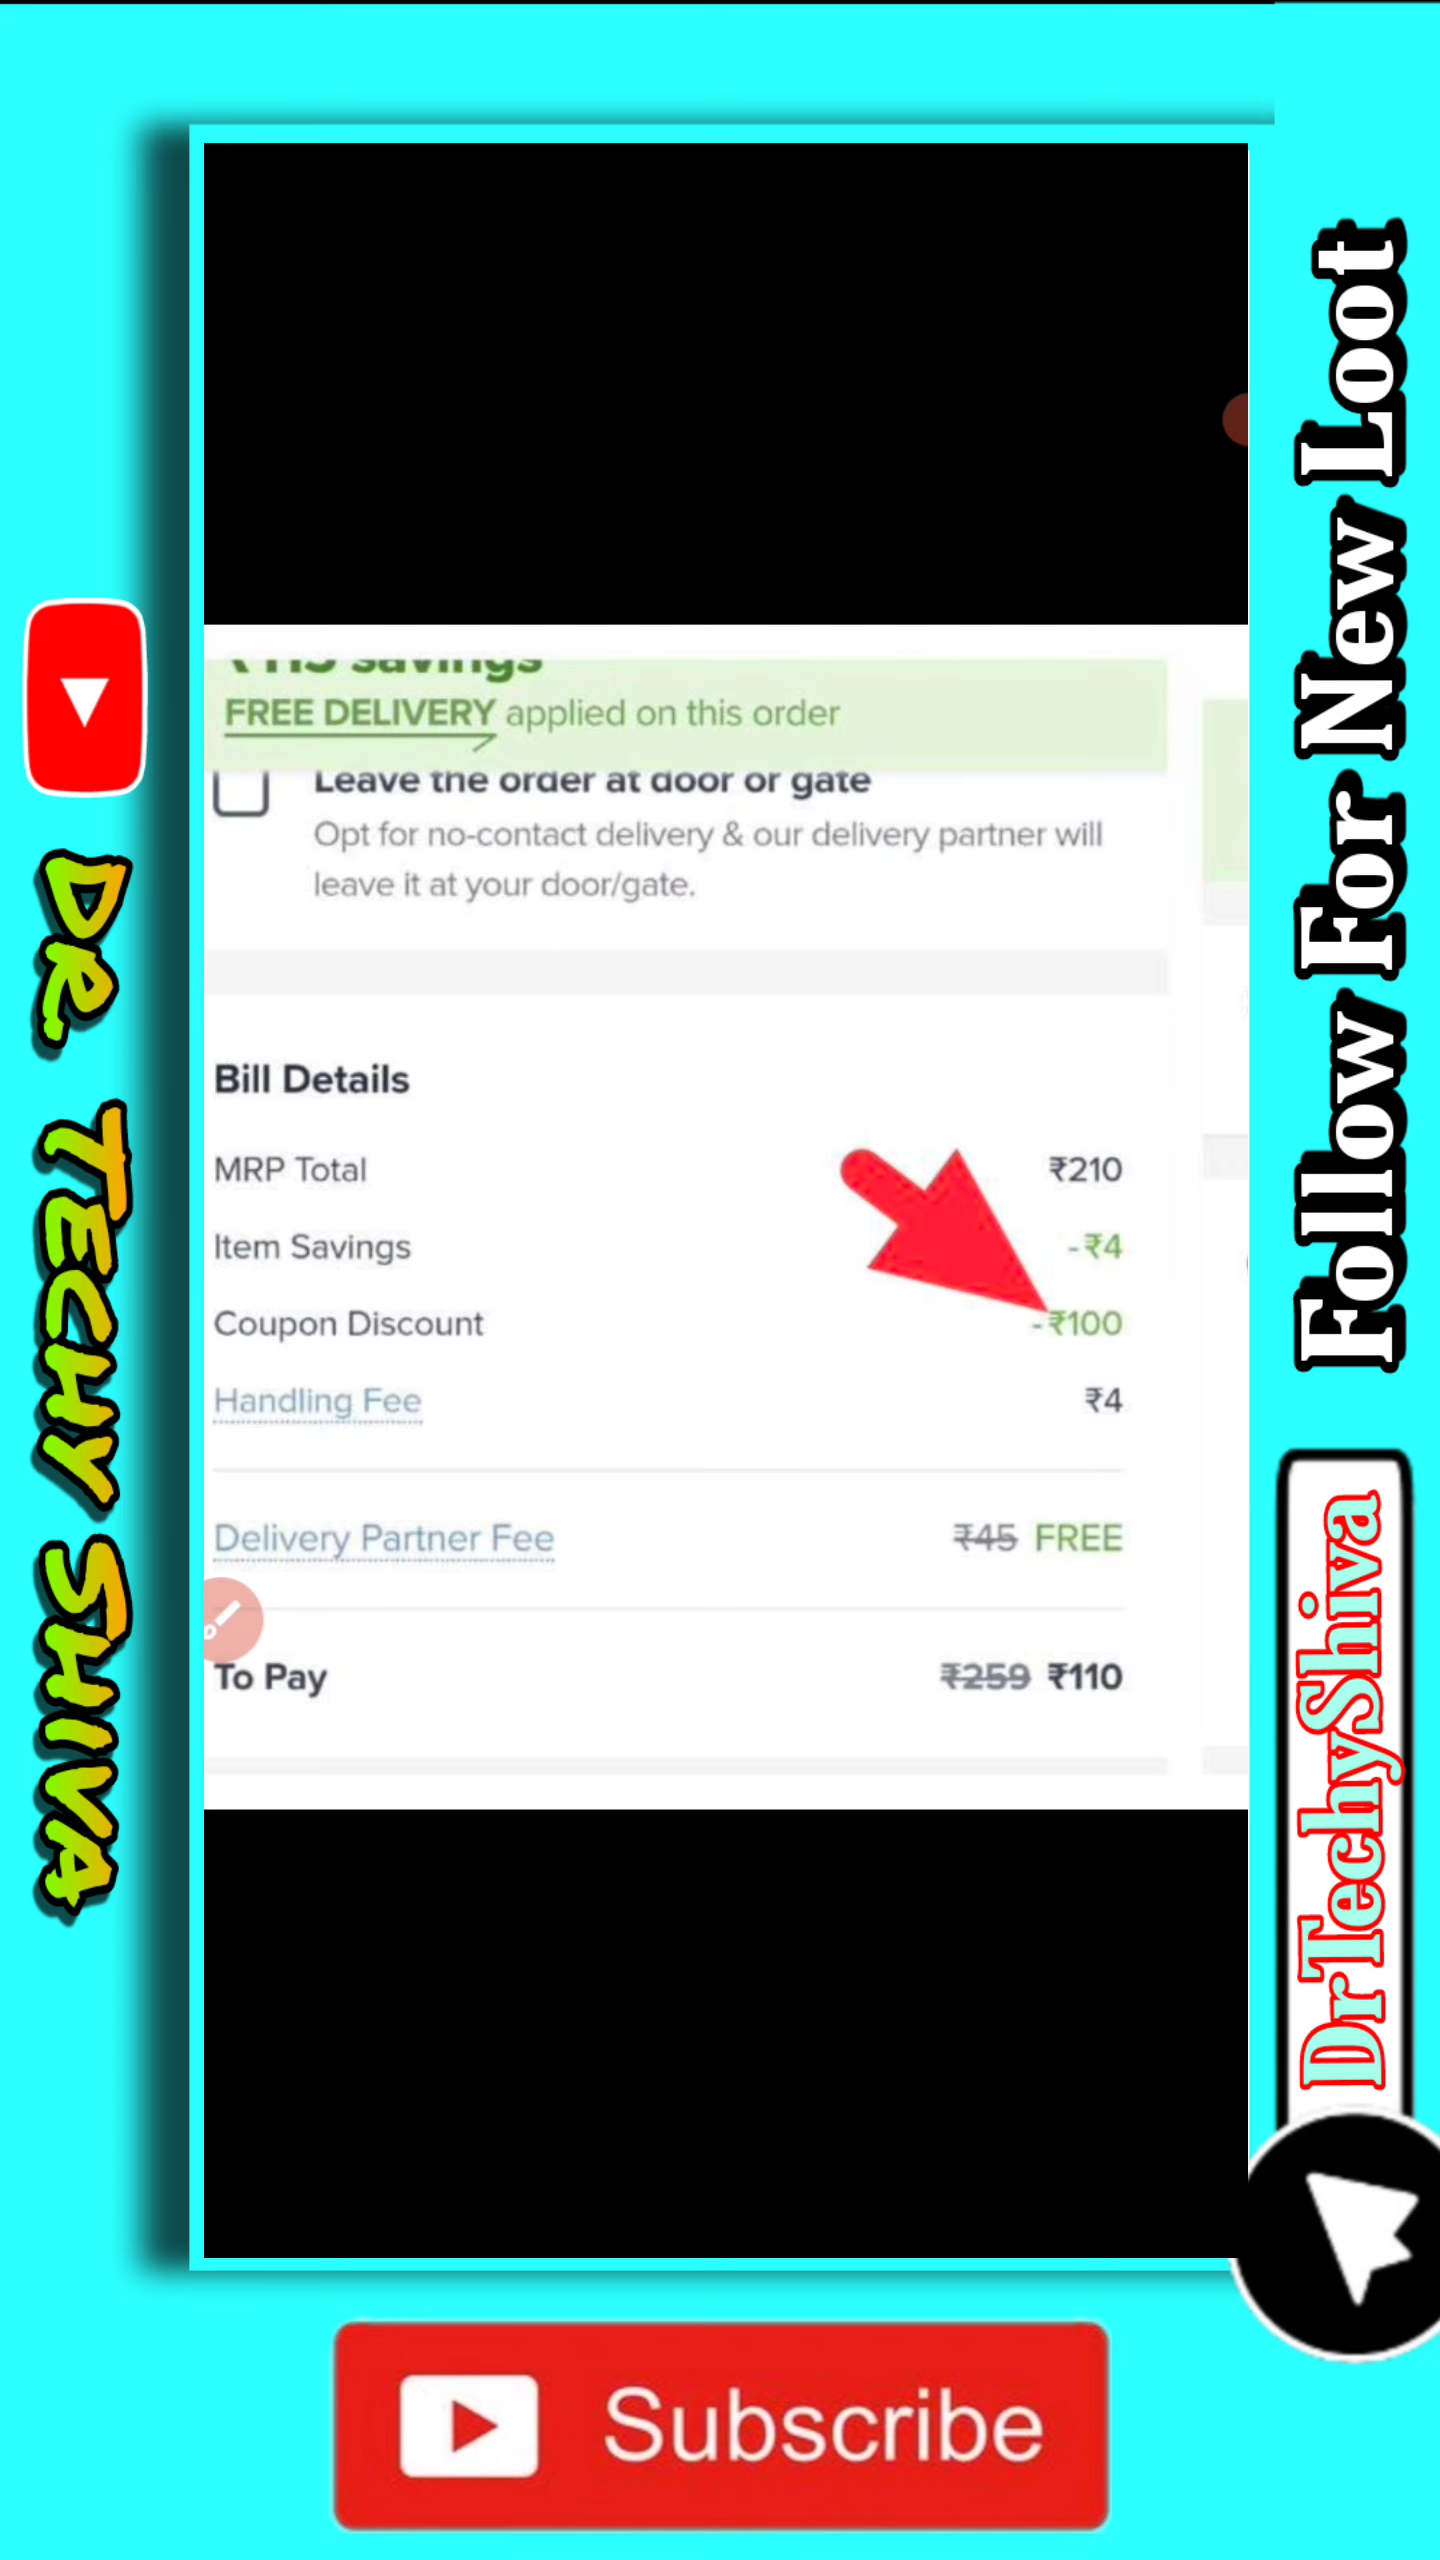 savings
FREE DELIVERY applied on this order
Leave the order at door or gate
Opt for no-contact delivery & our delivery partner will
leave it at your door/gate.
Bill Details
MRP Total ₹210
Item Savings -₹4
Coupon Discount -₹100
Handling Fee ₹4
Delivery Partner Fee ₹45 FREE
To Pay ₹259 ₹110
DR. TECHY SHIVA
Follow For New Loot
DrTechyShiva
Subscribe